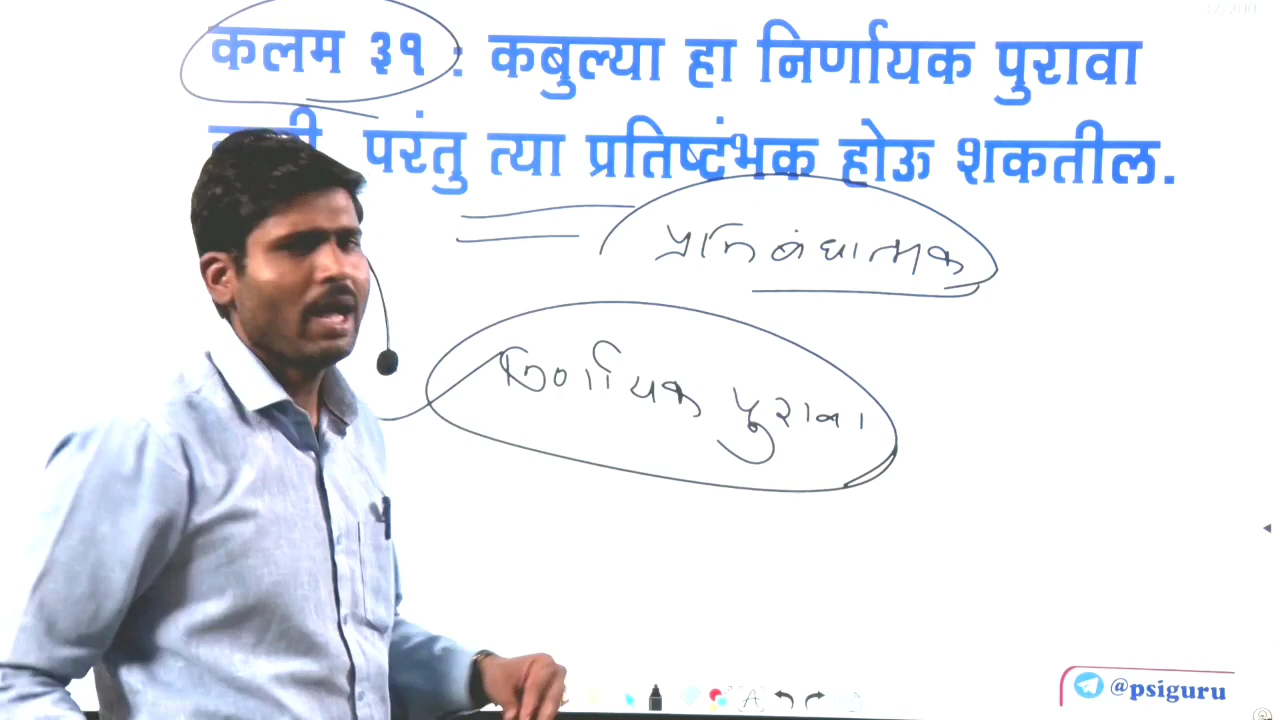 कलम ३१ : कबुल्या हा निर्णायक पुरावा
परंतु त्या प्रतिष्टंभक होऊ शकतील.
प्रतिबंधात्मक
निर्णायक पुरावा
@psiguru